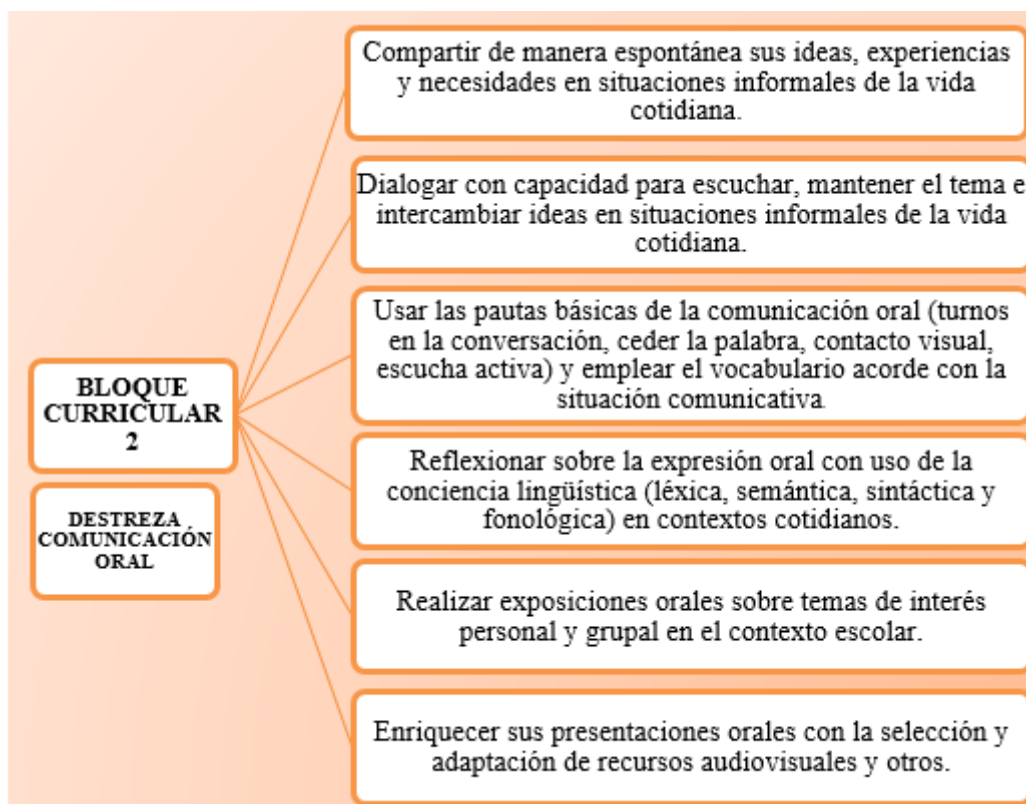 BLOQUE
CURRICULAR
2
DESTREZA
COMUNICACIÓN
ORAL
Compartir de manera espontánea sus ideas, experiencias
y necesidades en situaciones informales de la vida
cotidiana.
Dialogar con capacidad para escuchar, mantener el tema e
intercambiar ideas en situaciones informales de la vida
cotidiana.
Usar las pautas básicas de la comunicación oral (turnos
en la conversación, ceder la palabra, contacto visual,
escucha activa) y emplear el vocabulario acorde con la
situación comunicativa.
Reflexionar sobre la expresión oral con uso de la
conciencia lingüística (léxica, semántica, sintáctica y
fonológica) en contextos cotidianos.
Realizar exposiciones orales sobre temas de interés
personal y grupal en el contexto escolar.
Enriquecer sus presentaciones orales con la selección y
adaptación de recursos audiovisuales y otros.